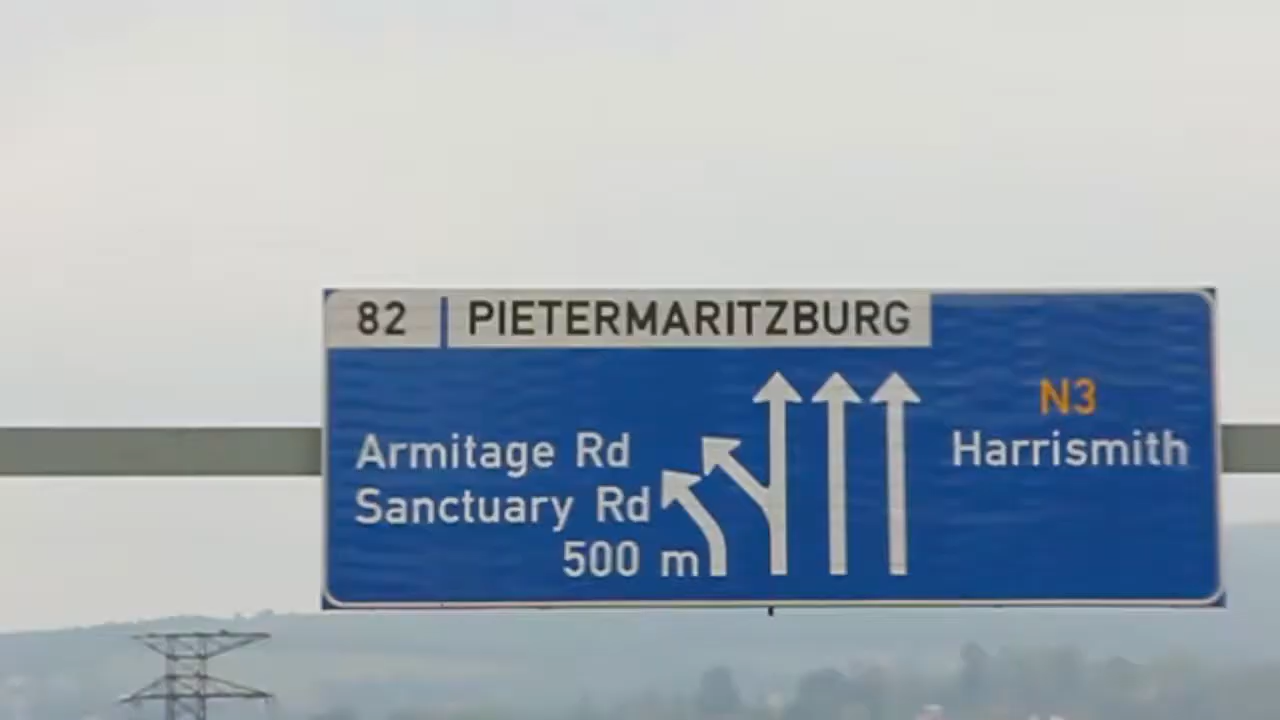 82 PIETERMARITZBURG
N3
Harrismith
Armitage Rd
Sanctuary Rd
500 m